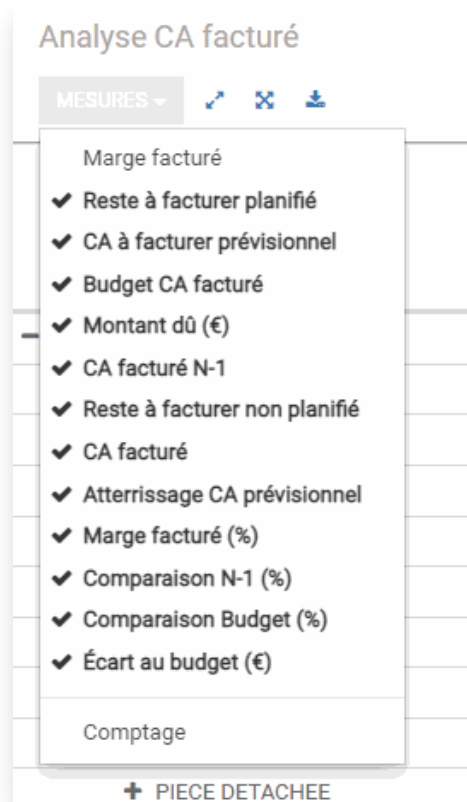 Analyse CA facturé
MESURES
Marge facturé
Reste à facturer planifié
CA à facturer prévisionnel
Budget CA facturé
Montant dû (€)
CA facturé N-1
Reste à facturer non planifié
CA facturé
Atterrissage CA prévisionnel
Marge facturé (%)
Comparaison N-1 (%)
Comparaison Budget (%)
Écart au budget (€)
Comptage
PIECE DETACHEE